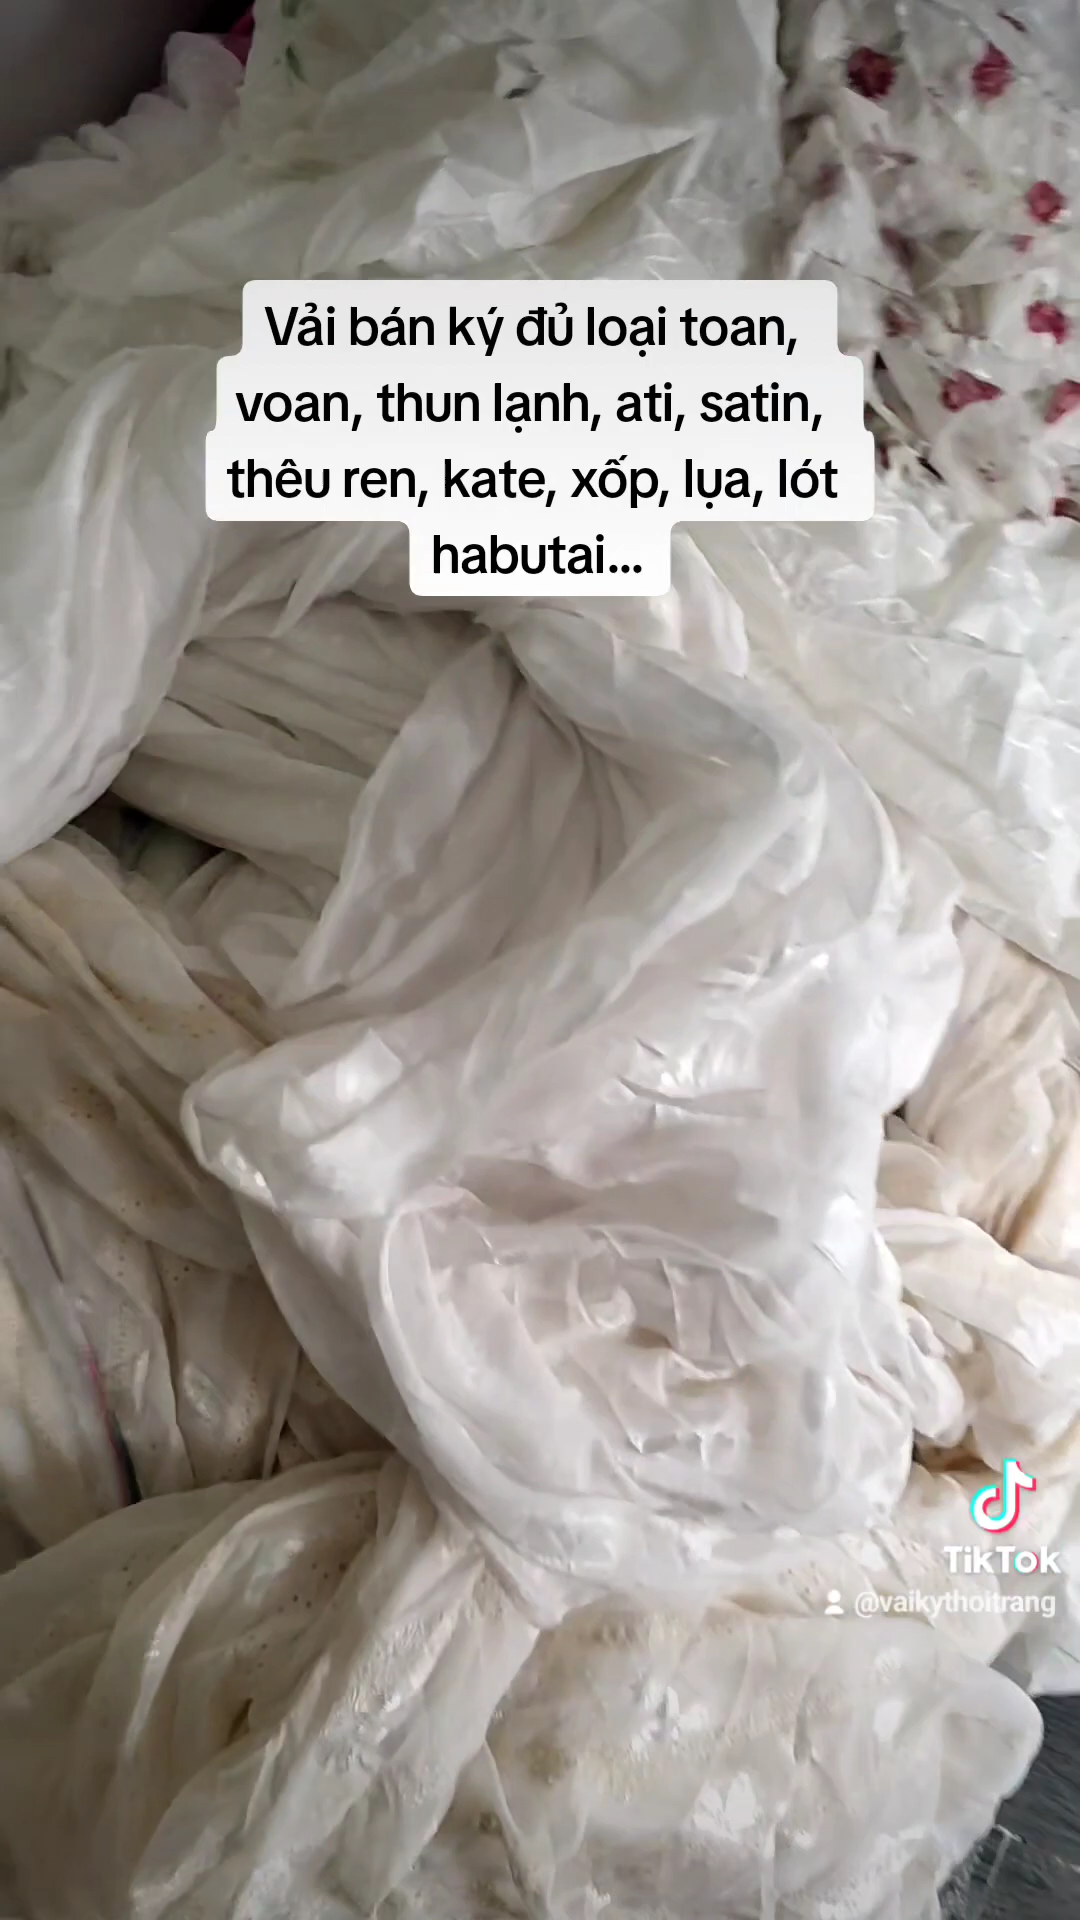 Vải bán ký đủ loại toan,
voan, thun lạnh, ati, satin,
thêu ren, kate, xốp, lụa, lót
habutai...
TikTok
@vaikythoitrang